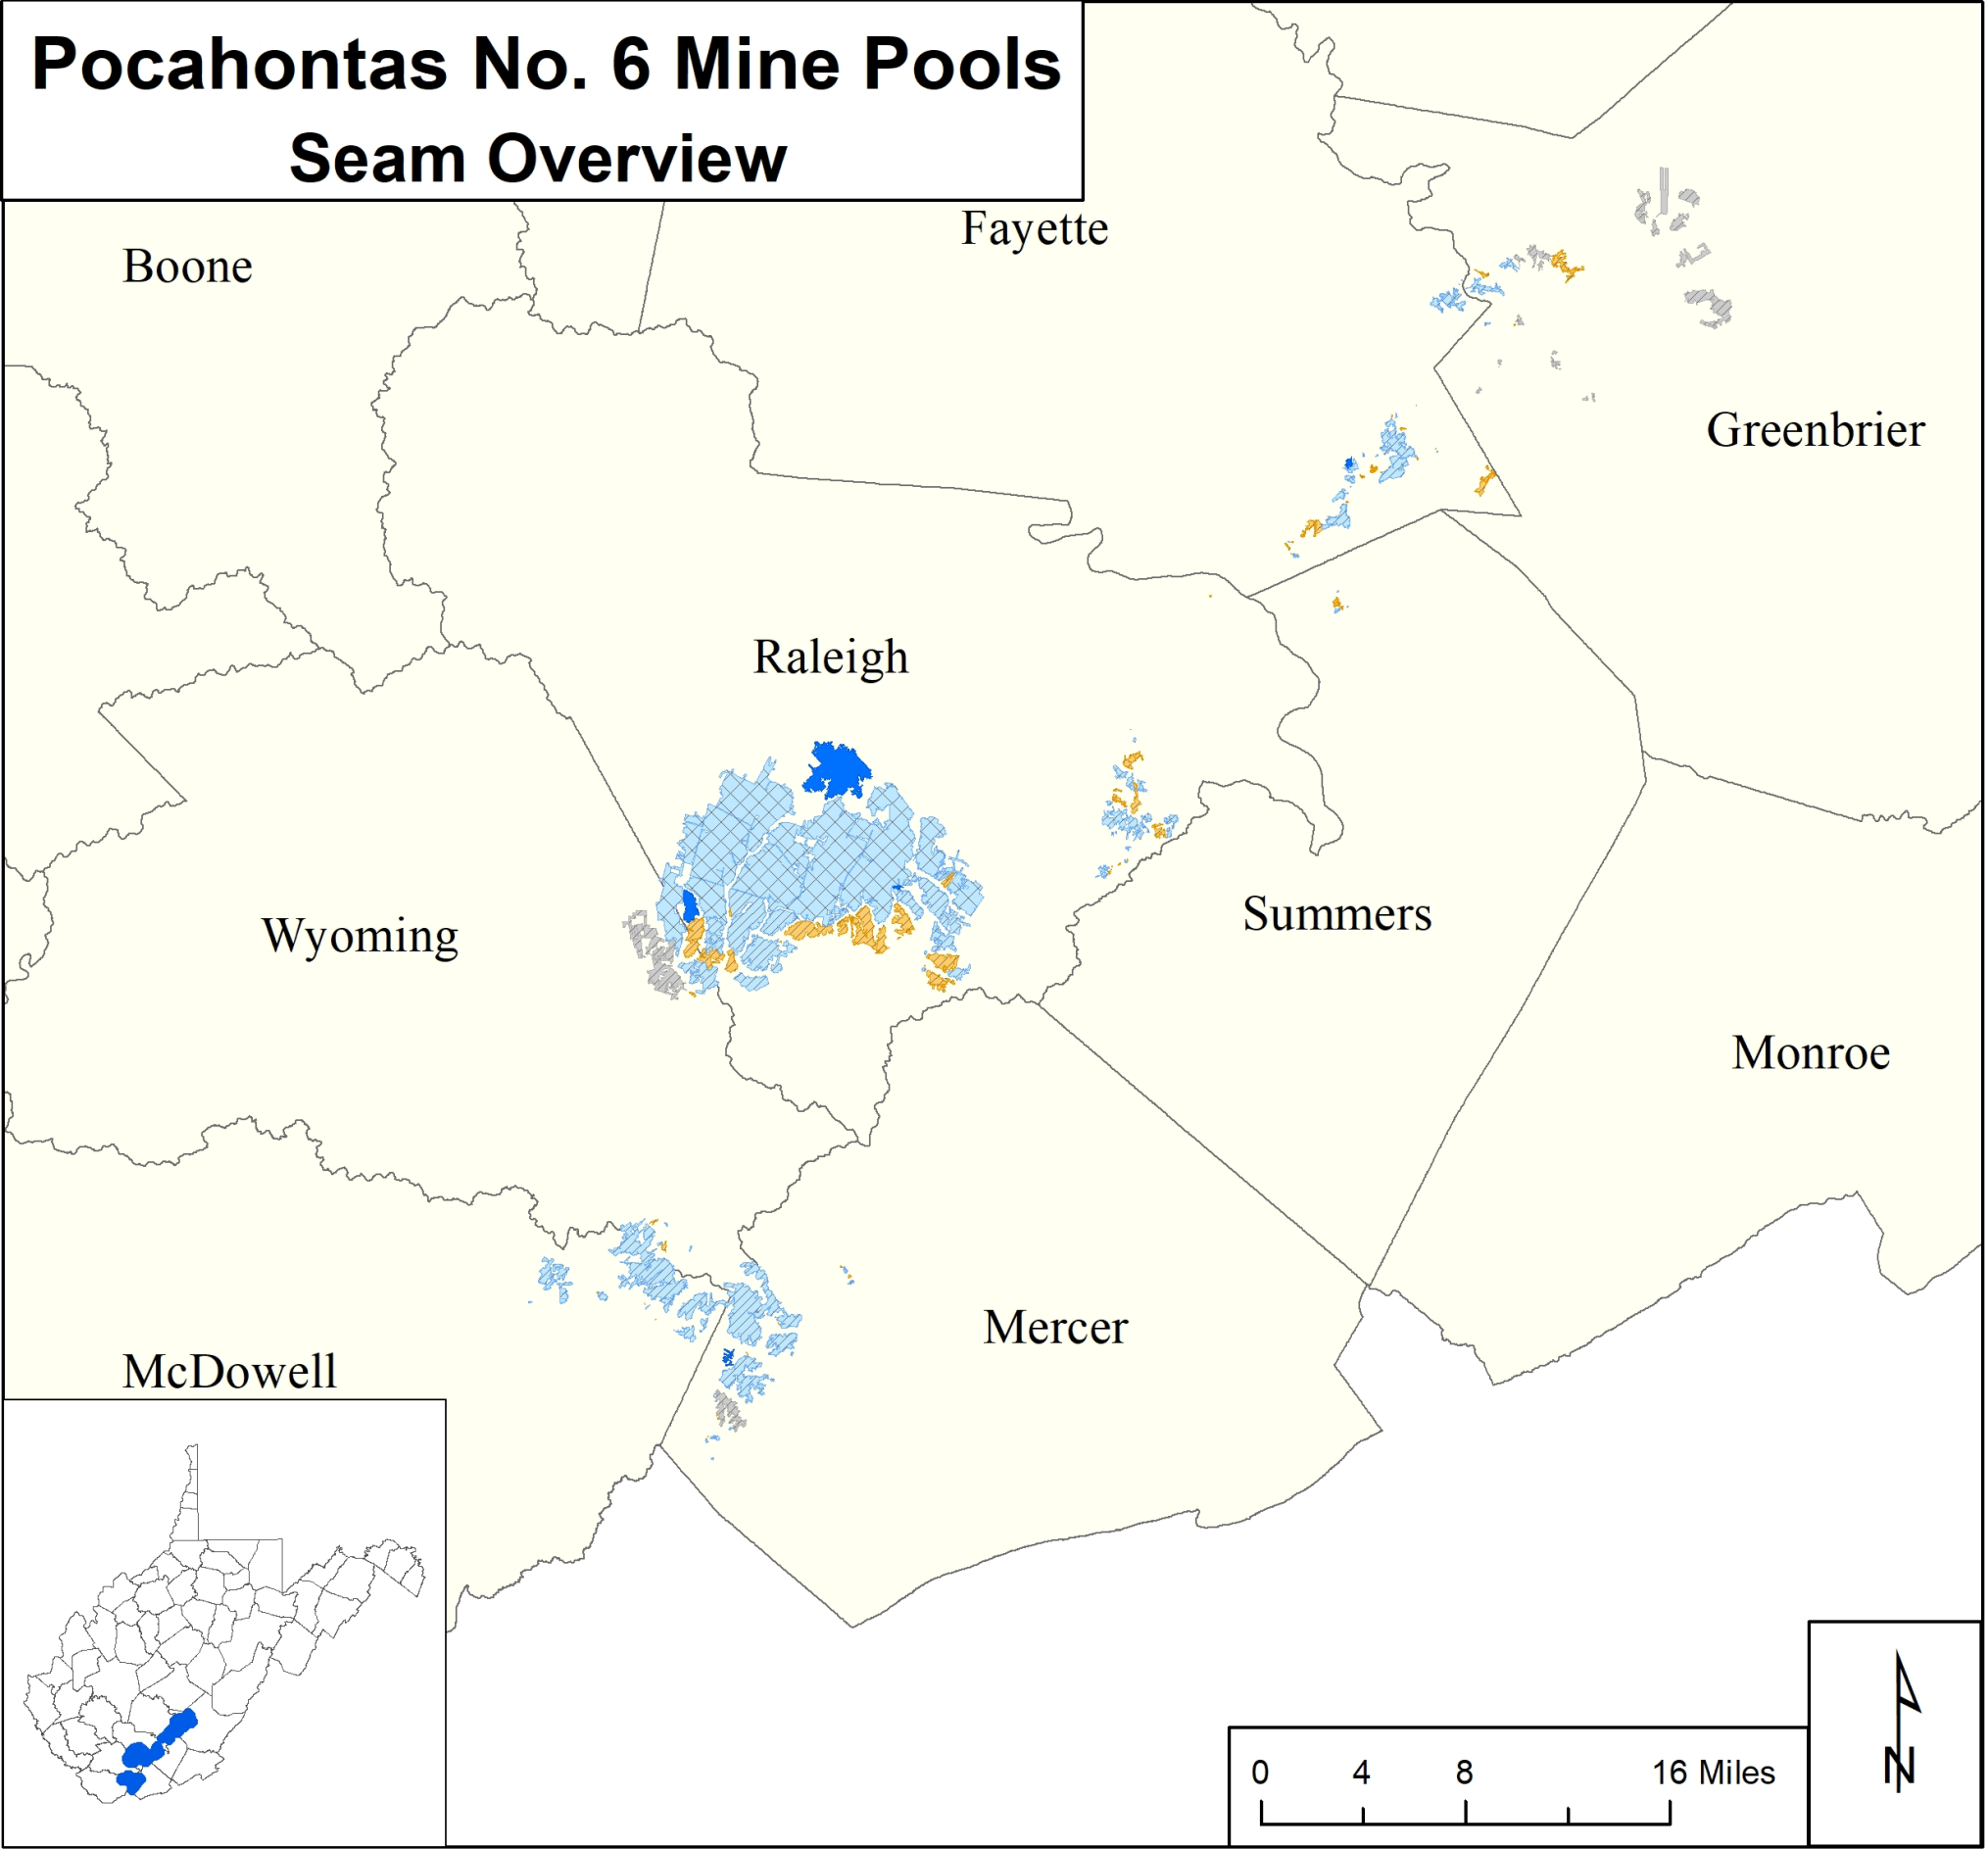 Pocahontas No. 6 Mine Pools
Seam Overview
Fayette
Boone
Greenbrier
Raleigh
Summers
Wyoming
Monroe
Mercer
McDowell
0 4 8 16 Miles
N